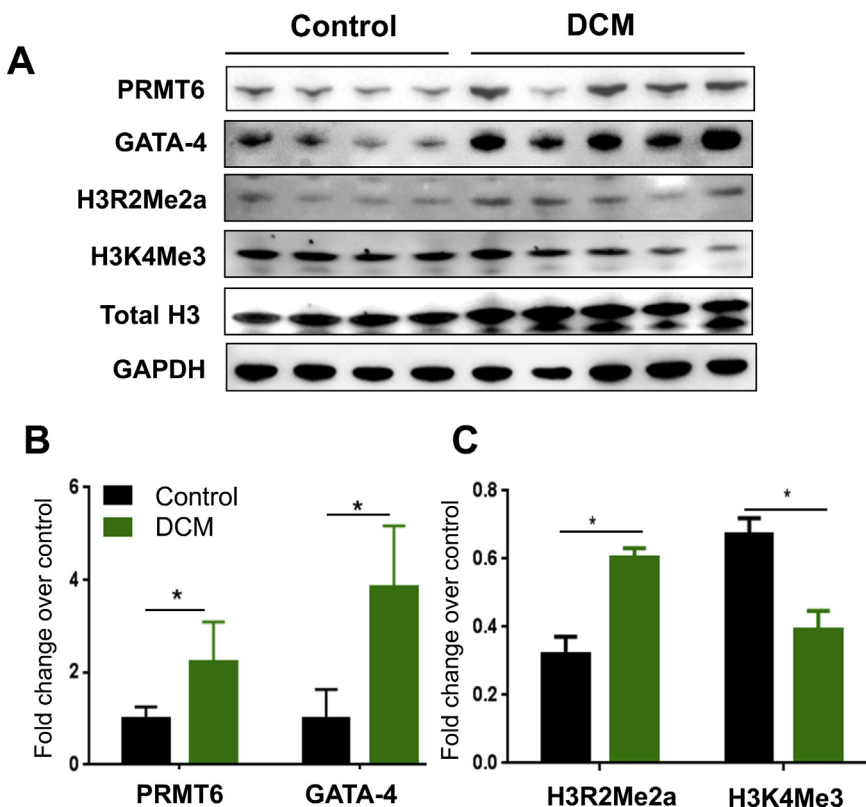 Control DCM
A
PRMT6
GATA-4
H3R2Me2a
H3K4Me3
Total H3
GAPDH
B
Fold change over control
6
4
2
0
Control
DCM
*
*
PRMT6 GATA-4
C
Fold change over control
0.8
0.6
0.4
0.2
0.0
*
*
H3R2Me2a H3K4Me3